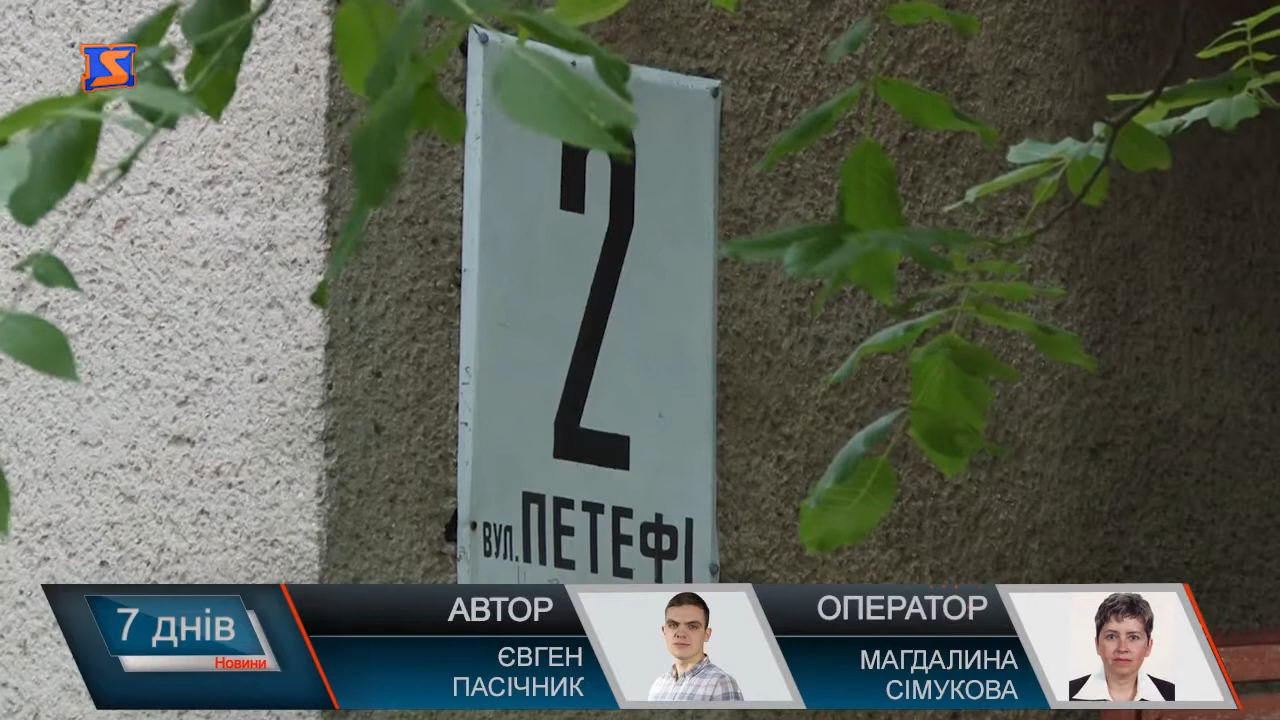 2
вул. ПЕТЕФІ
7 днів
Новини
АВТОР
ЄВГЕН
ПАСІЧНИК
ОПЕРАТОР
МАГДАЛИНА
СІМУКОВА